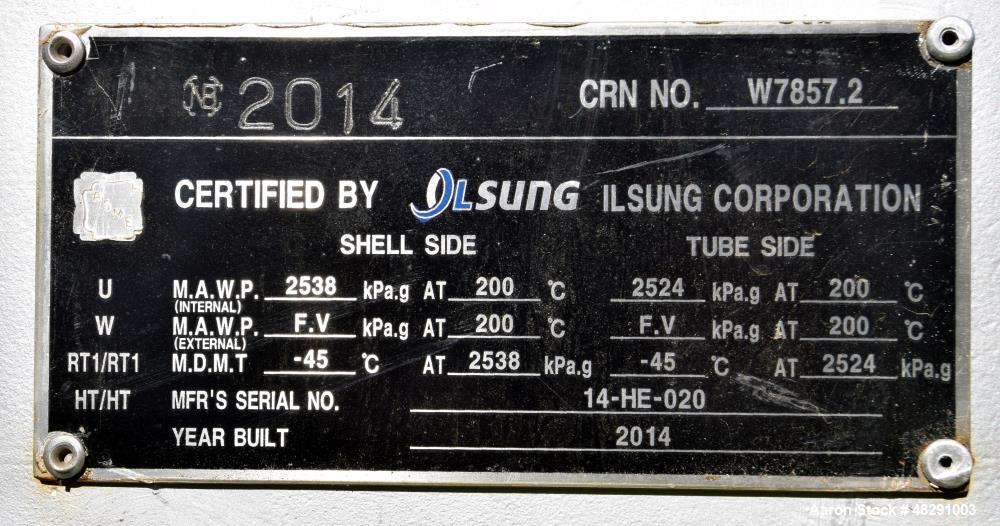 NB 2014 CRN NO. W7857.2
CERTIFIED BY ILSUNG ILSUNG CORPORATION
SHELL SIDE TUBE SIDE
U M.A.W.P. (INTERNAL) 2538 kPa.g AT 200 ℃ 2524 kPa.g AT 200 ℃
W M.A.W.P. (EXTERNAL) F.V kPa.g AT 200 ℃ F.V kPa.g AT 200 ℃
RT1/RT1 M.D.M.T -45 ℃ AT 2538 kPa.g -45 ℃ AT 2524 kPa.g
HT/HT MFR'S SERIAL NO. 14-HE-020
YEAR BUILT 2014
Aaron Stock # 48291003